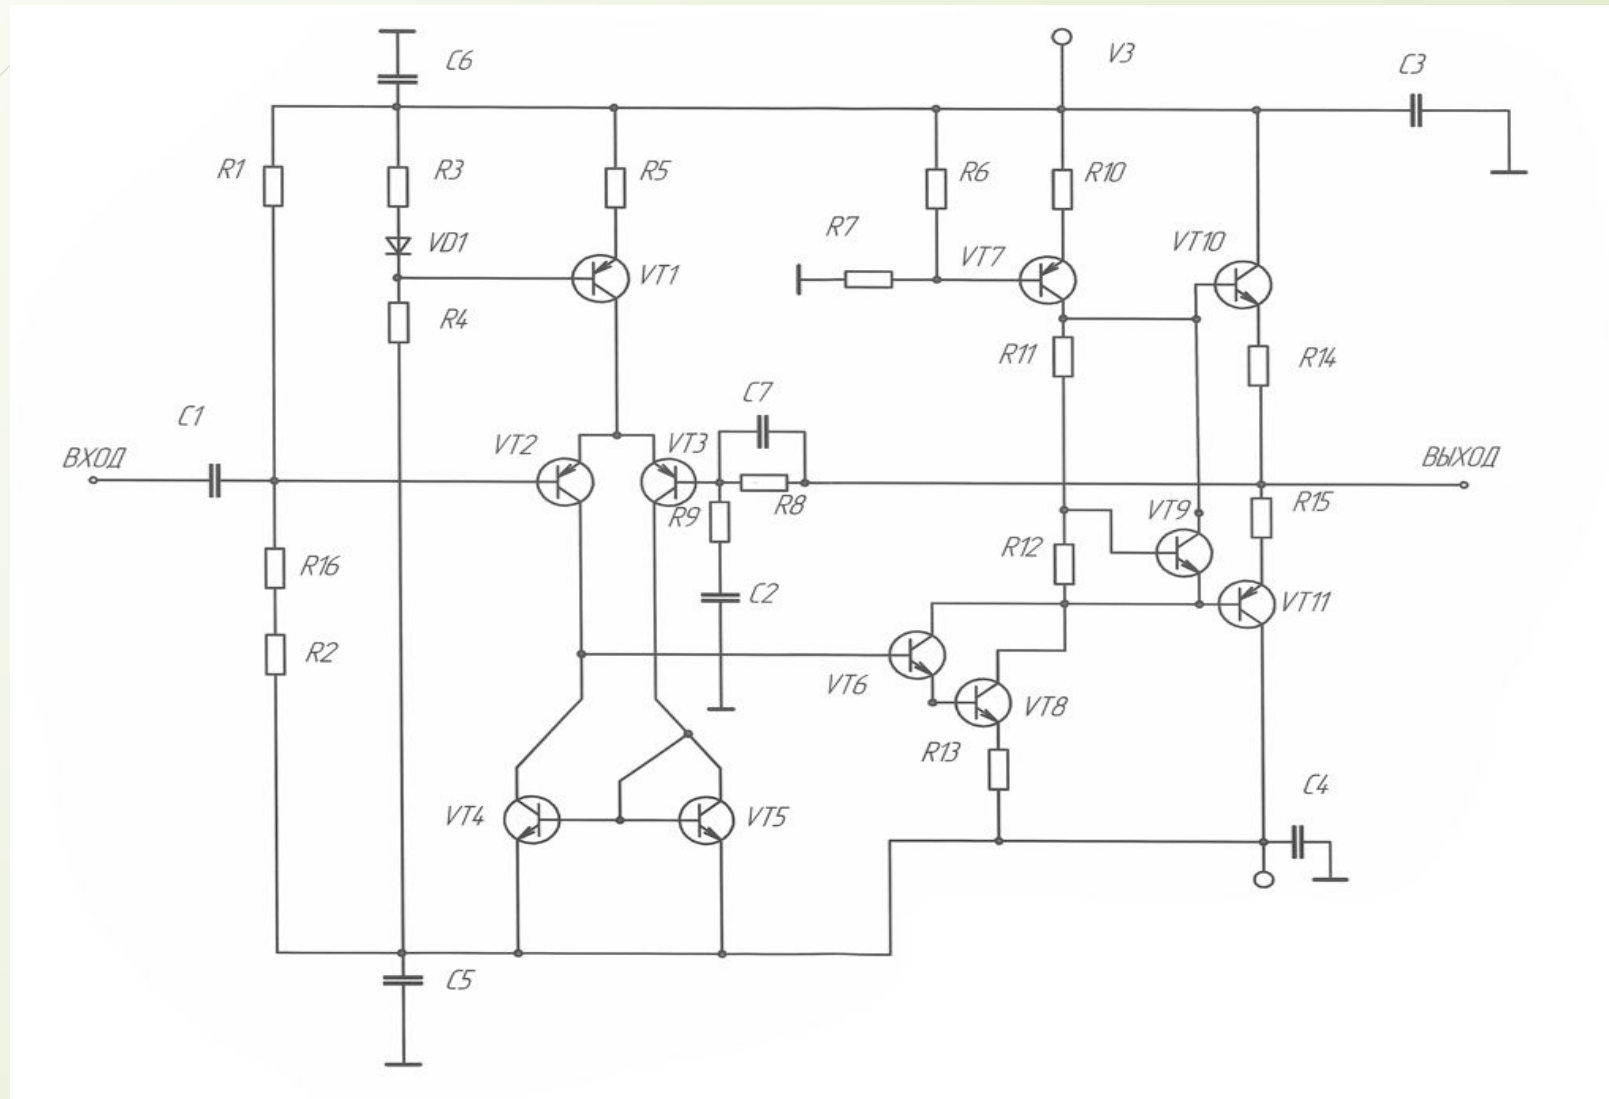 C6
V3
C3
R1
R3
R5
R6
R10
VD1
R7
VT7
VT10
VT1
R4
R11
R14
C7
C1
VT2
VT3
ВХОД
ВЫХОД
R8
R9
R15
VT9
R12
R16
C2
VT11
R2
VT6
VT8
R13
C4
VT4
VT5
C5